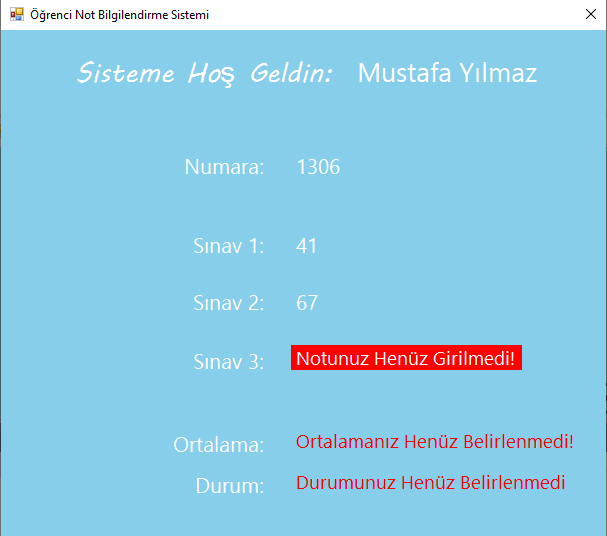 Öğrenci Not Bilgilendirme Sistemi
Sisteme Hoş Geldin: Mustafa Yılmaz
Numara: 1306
Sınav 1: 41
Sınav 2: 67
Sınav 3: Notunuz Henüz Girilmedi!
Ortalama: Ortalamanız Henüz Belirlenmedi!
Durum: Durumunuz Henüz Belirlenmedi